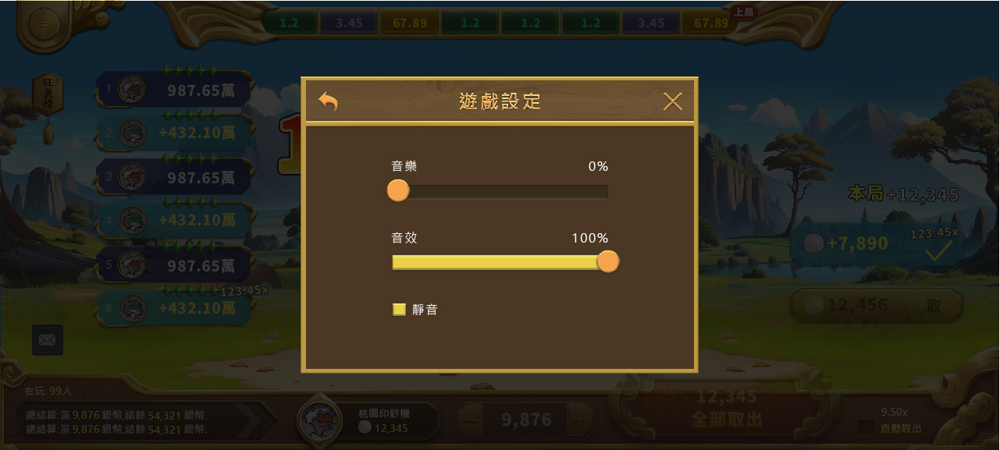 1.2 3.45 67.89 1.2 1.2 1.2 3.45 67.89 上局
旺衰榜
1 987.65萬
2 +432.10萬
3 987.65萬
4 +432.10萬
5 987.65萬
123.45x
6 +432.10萬
遊戲設定
音樂 0%
音效 100%
靜音
本局+12,345
123.45x
+7,890
12,456 取
在玩: 99人
總結算:贏 9,876 銀幣,結餘 54,321 銀幣.
總結算:贏 9,876 銀幣,結餘 54,321 銀幣.
桃園印鈔機
12,345
9,876
12,345
全部取出
9.50x
自動取出